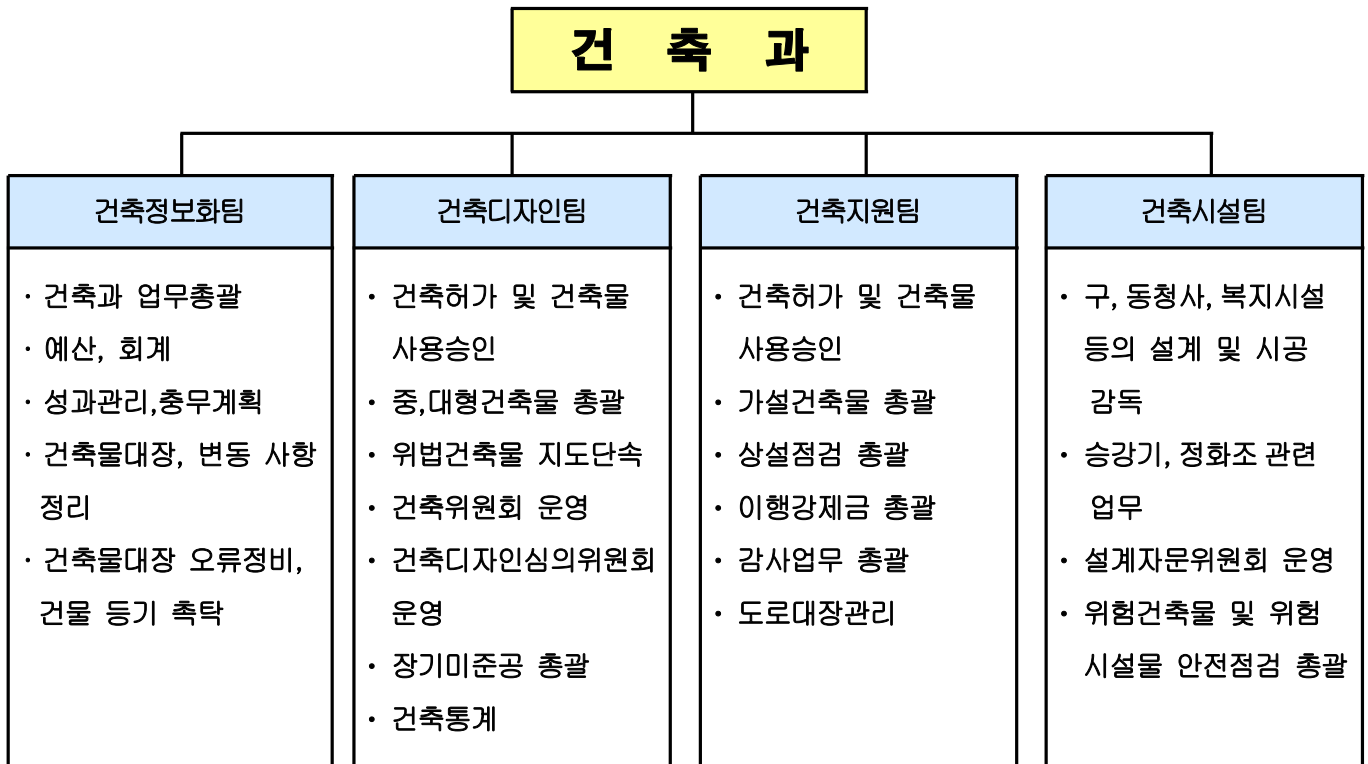 건 축 과
건축정보화팀
· 건축과 업무총괄
· 예산, 회계
· 성과관리,충무계획
· 건축물대장, 변동 사항
정리
· 건축물대장 오류정비,
건물 등기 촉탁
건축디자인팀
· 건축허가 및 건축물
사용승인
· 중,대형건축물 총괄
· 위법건축물 지도단속
· 건축위원회 운영
· 건축디자인심의위원회
운영
· 장기미준공 총괄
· 건축통계
건축지원팀
· 건축허가 및 건축물
사용승인
· 가설건축물 총괄
· 상설점검 총괄
· 이행강제금 총괄
· 감사업무 총괄
· 도로대장관리
건축시설팀
· 구, 동청사, 복지시설
등의 설계 및 시공
감독
· 승강기, 정화조 관련
업무
· 설계자문위원회 운영
· 위험건축물 및 위험
시설물 안전점검 총괄